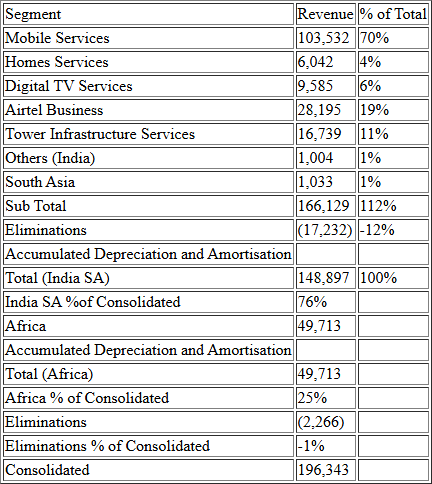 Segment Revenue % of Total
Mobile Services 103,532 70%
Homes Services 6,042 4%
Digital TV Services 9,585 6%
Airtel Business 28,195 19%
Tower Infrastructure Services 16,739 11%
Others (India) 1,004 1%
South Asia 1,033 1%
Sub Total 166,129 112%
Eliminations (17,232) -12%
Accumulated Depreciation and Amortisation
Total (India SA) 148,897 100%
India SA %of Consolidated 76%
Africa 49,713
Accumulated Depreciation and Amortisation
Total (Africa) 49,713
Africa % of Consolidated 25%
Eliminations (2,266)
Eliminations % of Consolidated -1%
Consolidated 196,343